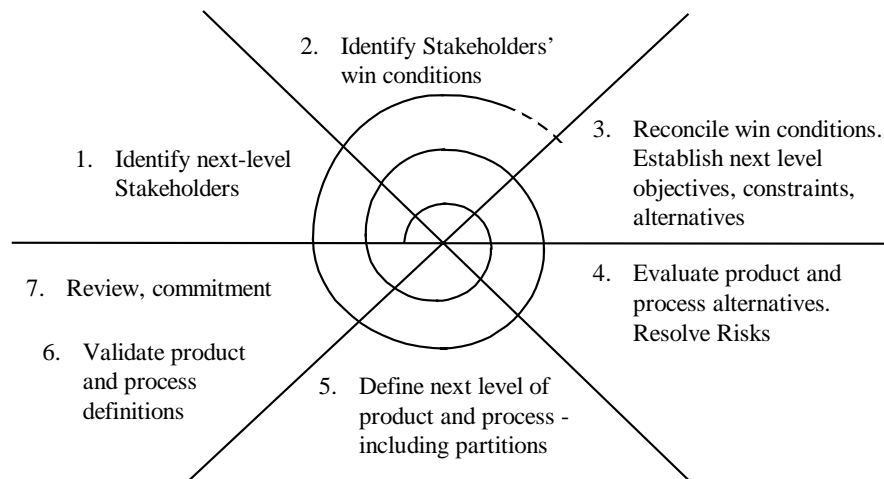 2. Identify Stakeholders’
win conditions
1. Identify next-level
Stakeholders
3. Reconcile win conditions.
Establish next level
objectives, constraints,
alternatives
7. Review, commitment
4. Evaluate product and
process alternatives.
Resolve Risks
6. Validate product
and process
definitions
5. Define next level of
product and process -
including partitions